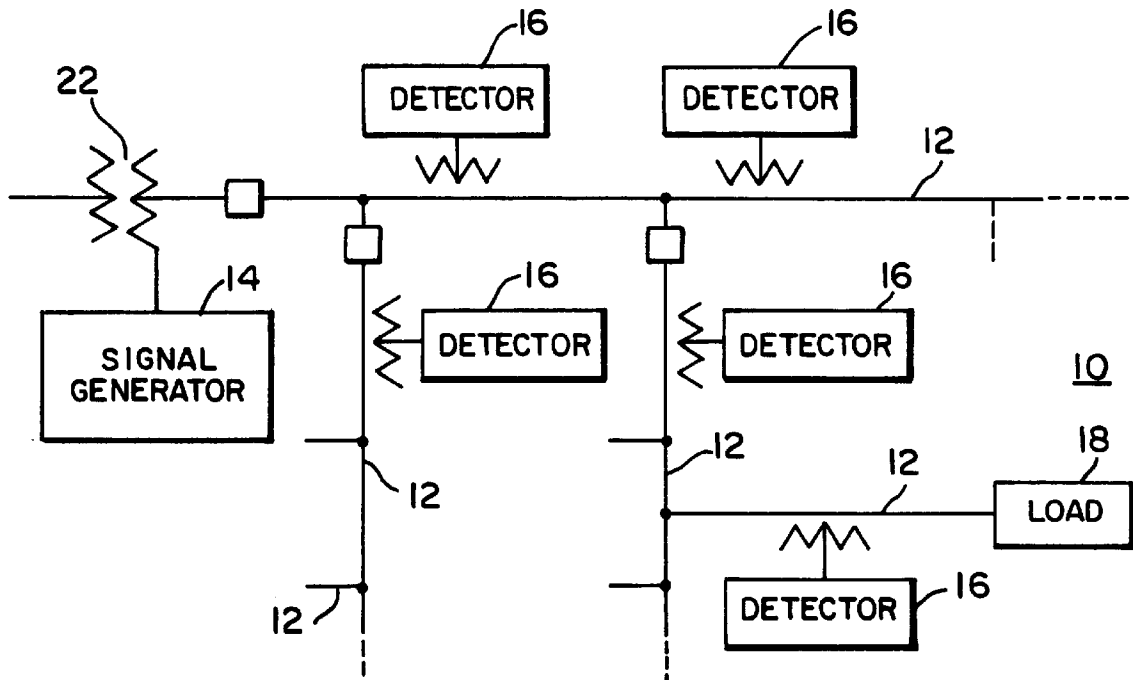 16
16
DETECTOR
DETECTOR
22
12
14
16
16
SIGNAL
GENERATOR
DETECTOR
DETECTOR
10
12
12
12
18
LOAD
12
DETECTOR
16